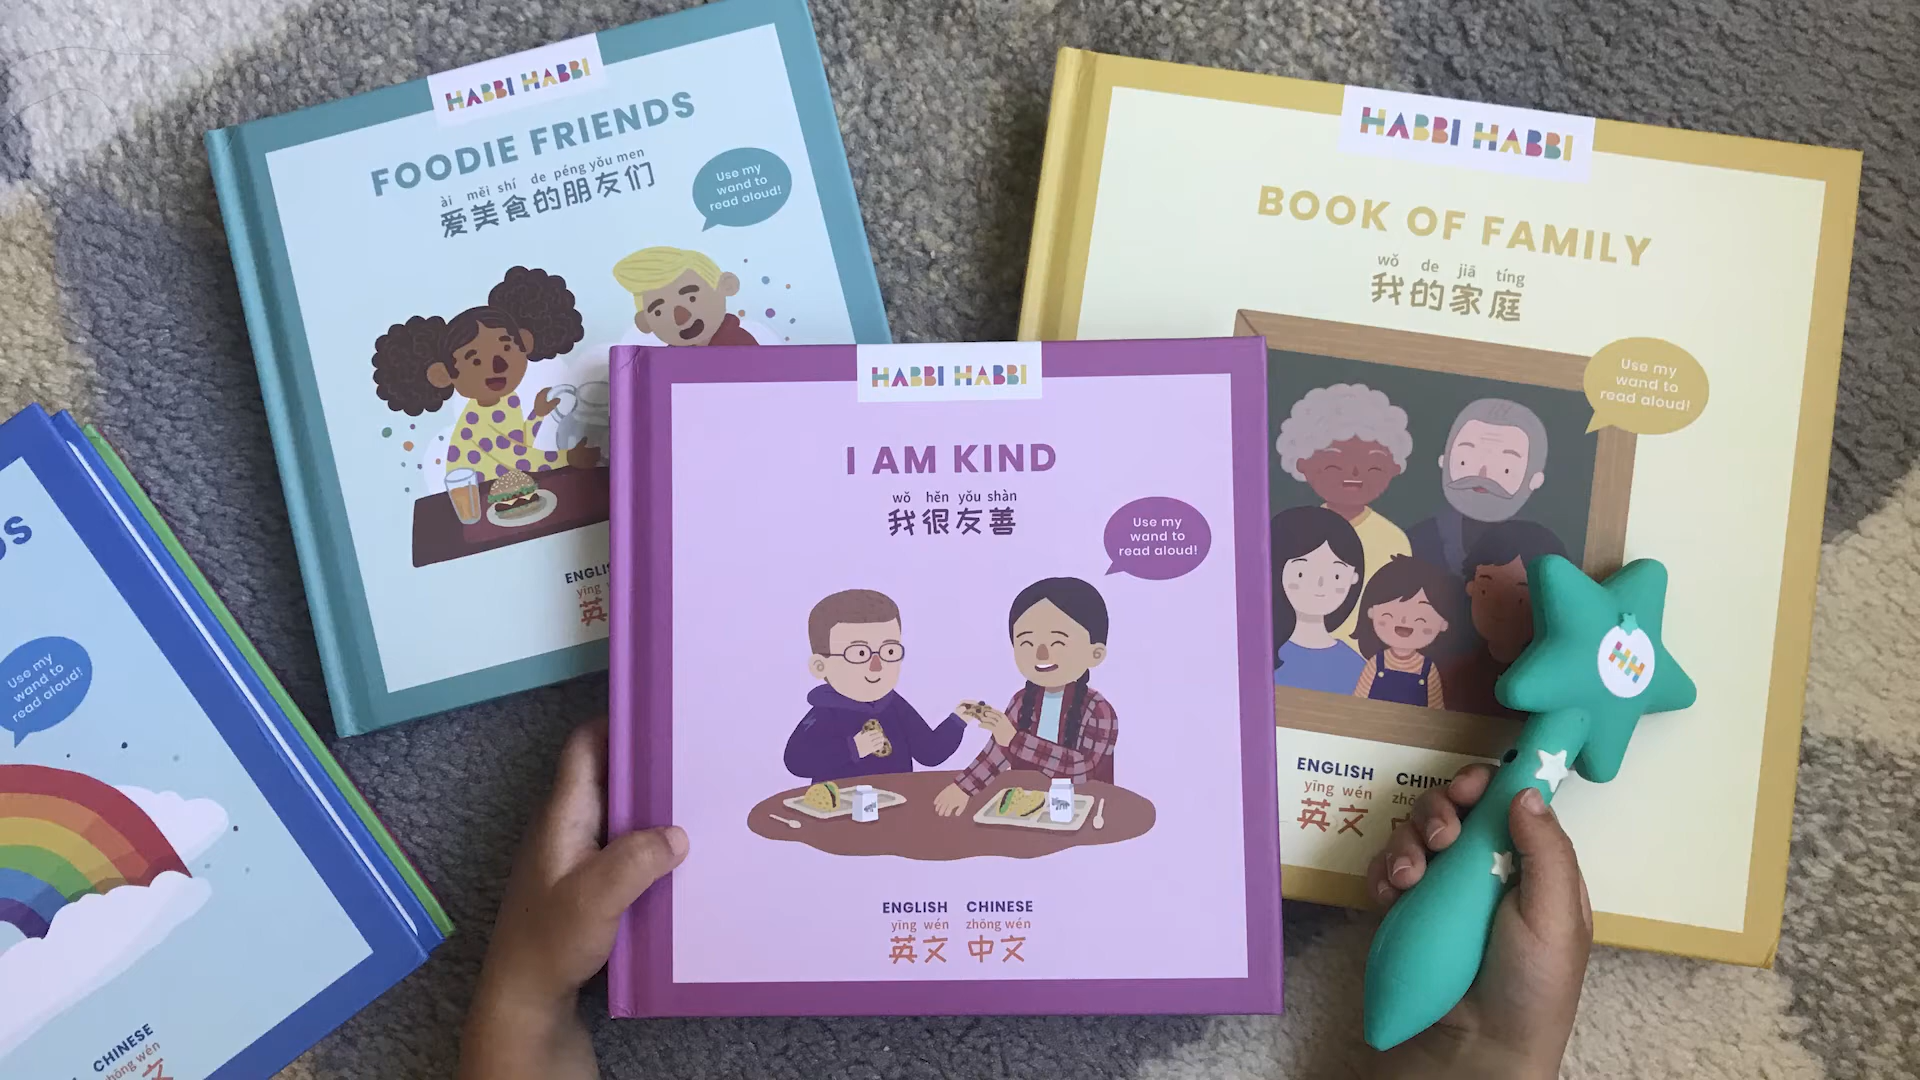 HABBI HABBI
FOODIE FRIENDS
ài měi shí de péng yǒu men
爱美食的朋友们
Use my
wand to
read aloud!
yīng
英
HABBI HABBI
BOOK OF FAMILY
wǒ de jiā tíng
我的家庭
Use my
wand to
read aloud!
ENGLISH
yīng wén
英文
HABBI HABBI
I AM KIND
wǒ hěn yǒu shàn
我很友善
Use my
wand to
read aloud!
ENGLISH CHINESE
yīng wén zhōng wén
英文 中文
Use my
wand to
read aloud!
CHINESE
wén
文
HH